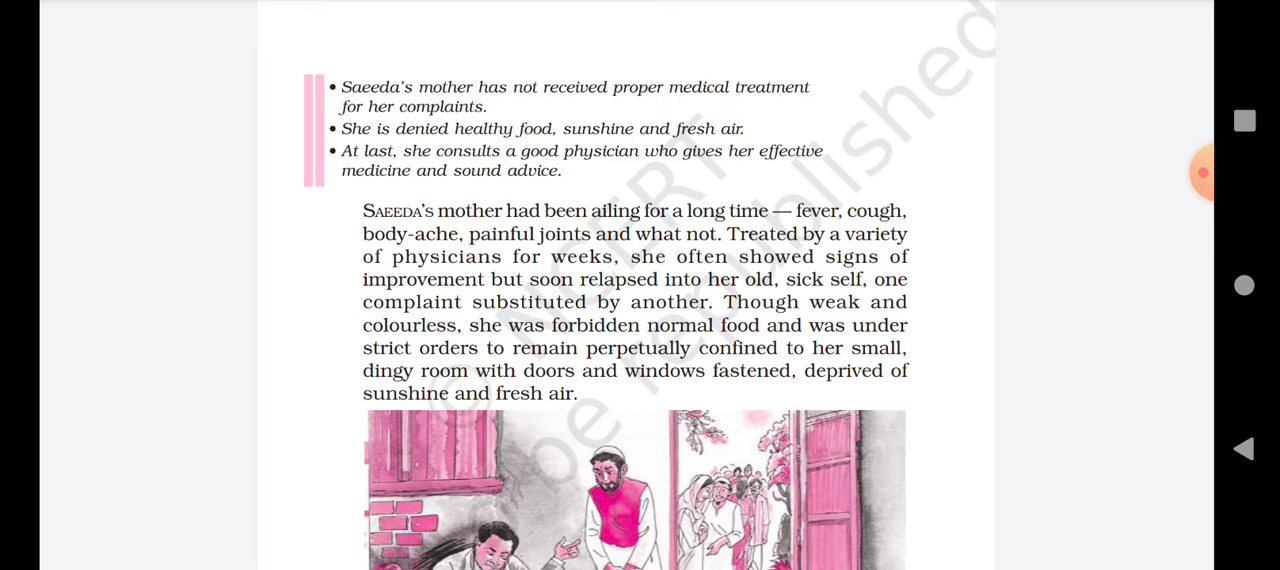 • Saeeda's mother has not received proper medical treatment
for her complaints.
• She is denied healthy food, sunshine and fresh air.
• At last, she consults a good physician who gives her effective
medicine and sound advice.
SAEEDA'S mother had been ailing for a long time — fever, cough,
body-ache, painful joints and what not. Treated by a variety
of physicians for weeks, she often showed signs of
improvement but soon relapsed into her old, sick self, one
complaint substituted by another. Though weak and
colourless, she was forbidden normal food and was under
strict orders to remain perpetually confined to her small,
dingy room with doors and windows fastened, deprived of
sunshine and fresh air.
© NCERT
be republished